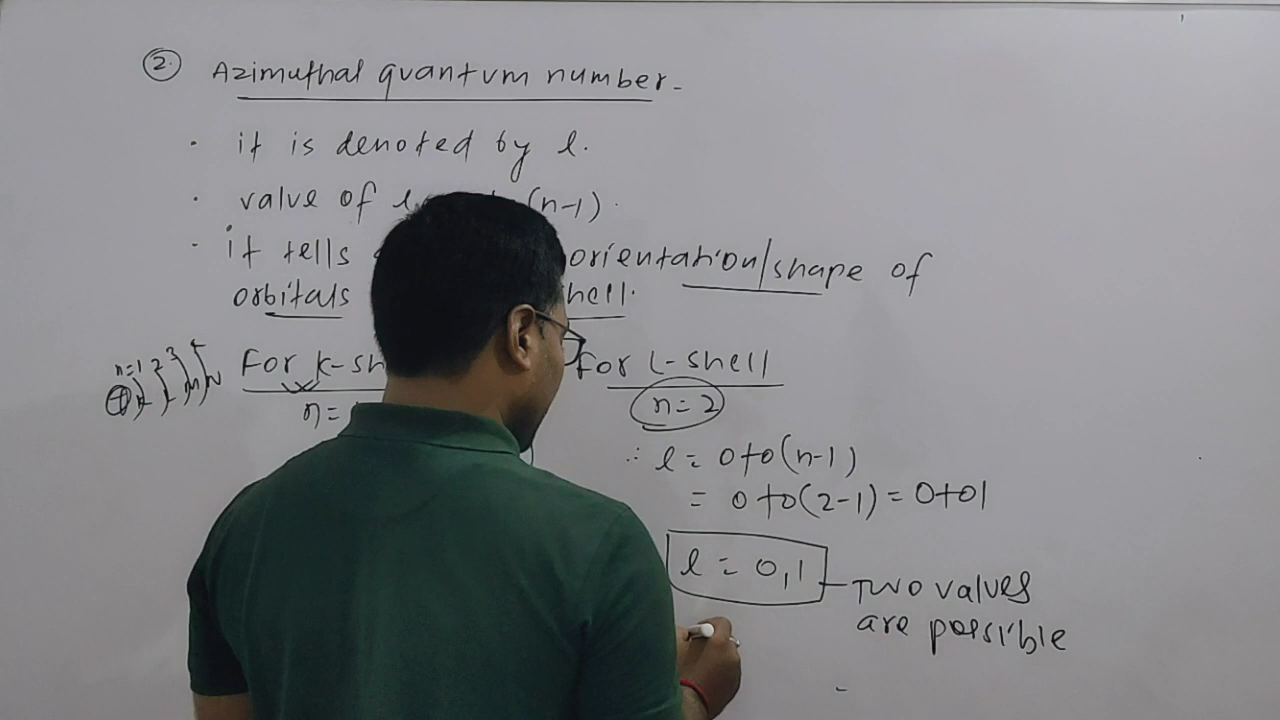 2. Azimuthal quantum number.
· it is denoted by l.
· value of l (n-1).
· it tells orientation/shape of
orbitals hell.
n=1 2 3 4
For K-sh
n=
For L-shell
n=2
∴ l = 0 to (n-1)
= 0 to (2-1) = 0 to 1
l = 0,1 - Two values
are possible